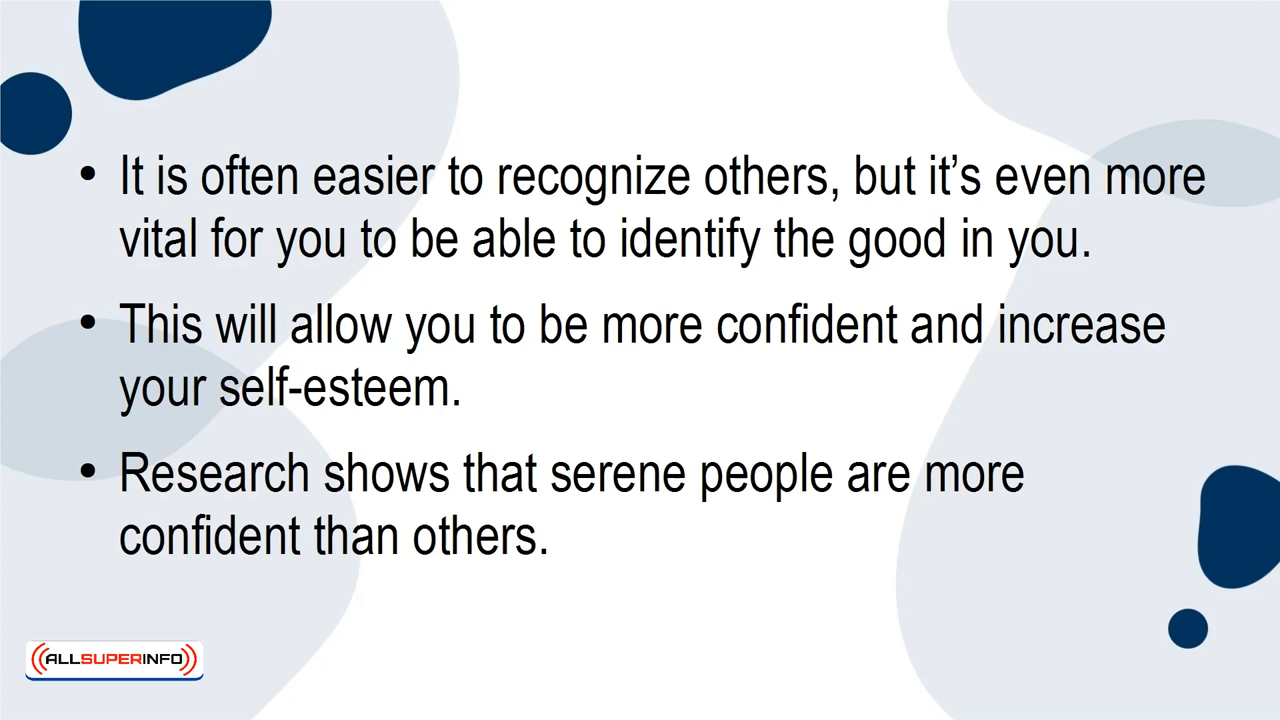 • It is often easier to recognize others, but it’s even more
vital for you to be able to identify the good in you.
• This will allow you to be more confident and increase
your self-esteem.
• Research shows that serene people are more
confident than others.
ALLSUPERINFO